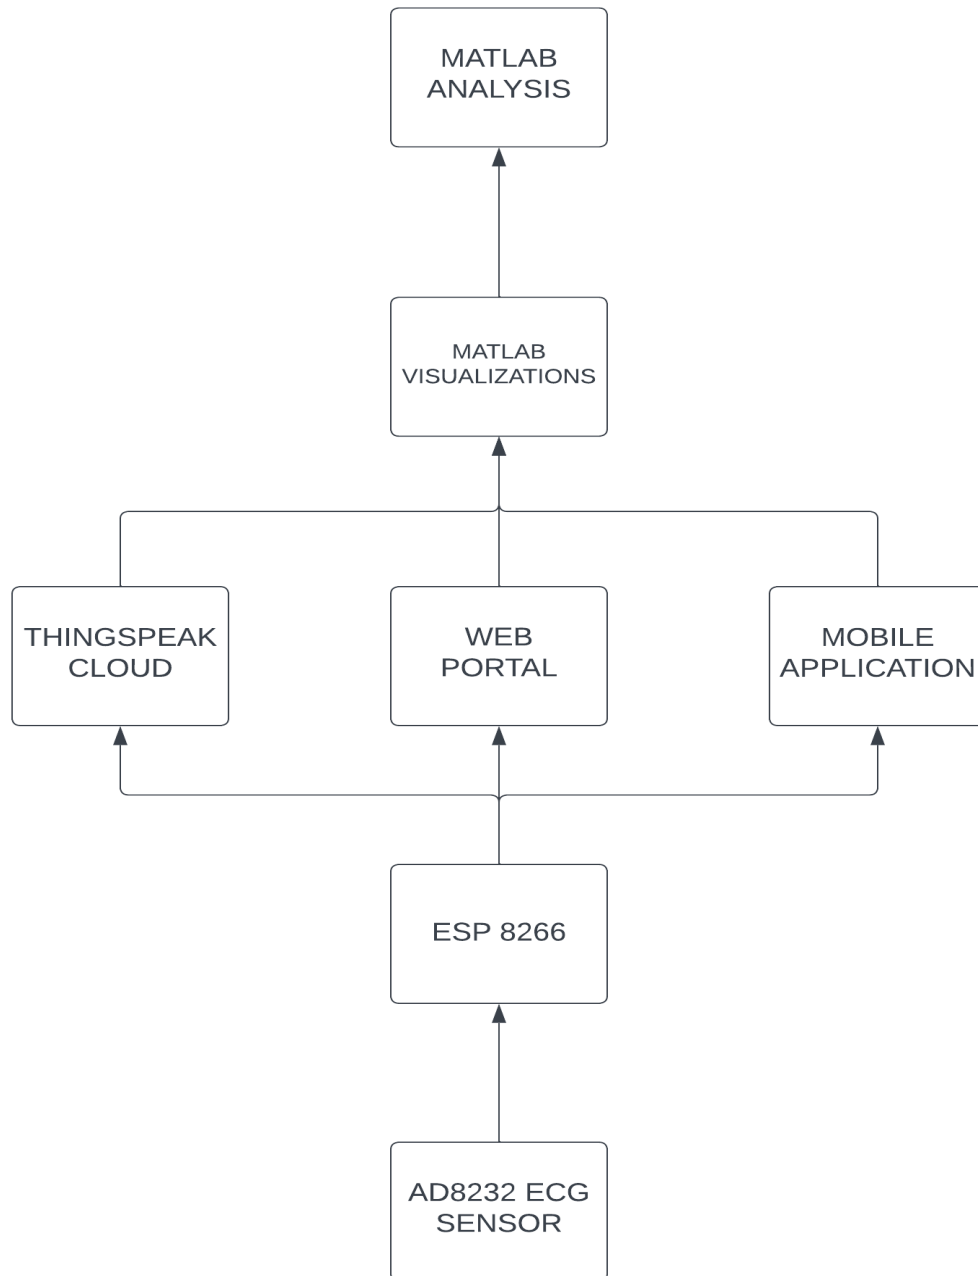 MATLAB
ANALYSIS
MATLAB
VISUALIZATIONS
THINGSPEAK
CLOUD
WEB
PORTAL
MOBILE
APPLICATION
ESP 8266
AD8232 ECG
SENSOR